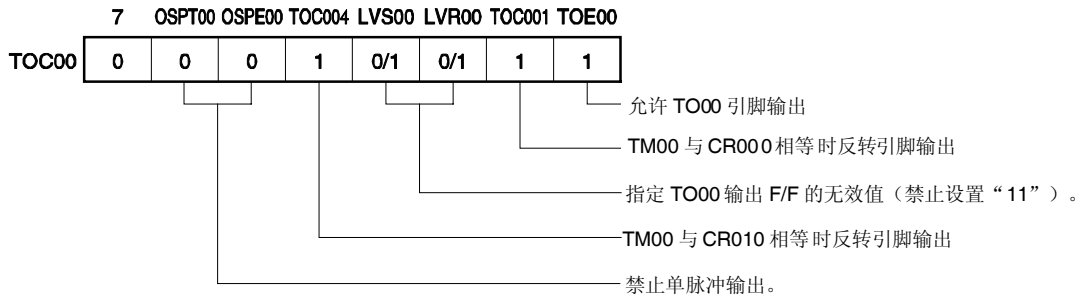 7 OSPT00 OSPE00 TOC004 LVS00 LVR00 TOC001 TOE00
TOC00 0 0 0 1 0/1 0/1 1 1
允许 TO00 引脚输出
TM00 与 CR000 相等时反转引脚输出
指定 TO00 输出 F/F 的无效值（禁止设置“11”）。
TM00 与 CR010 相等时反转引脚输出
禁止单脉冲输出。